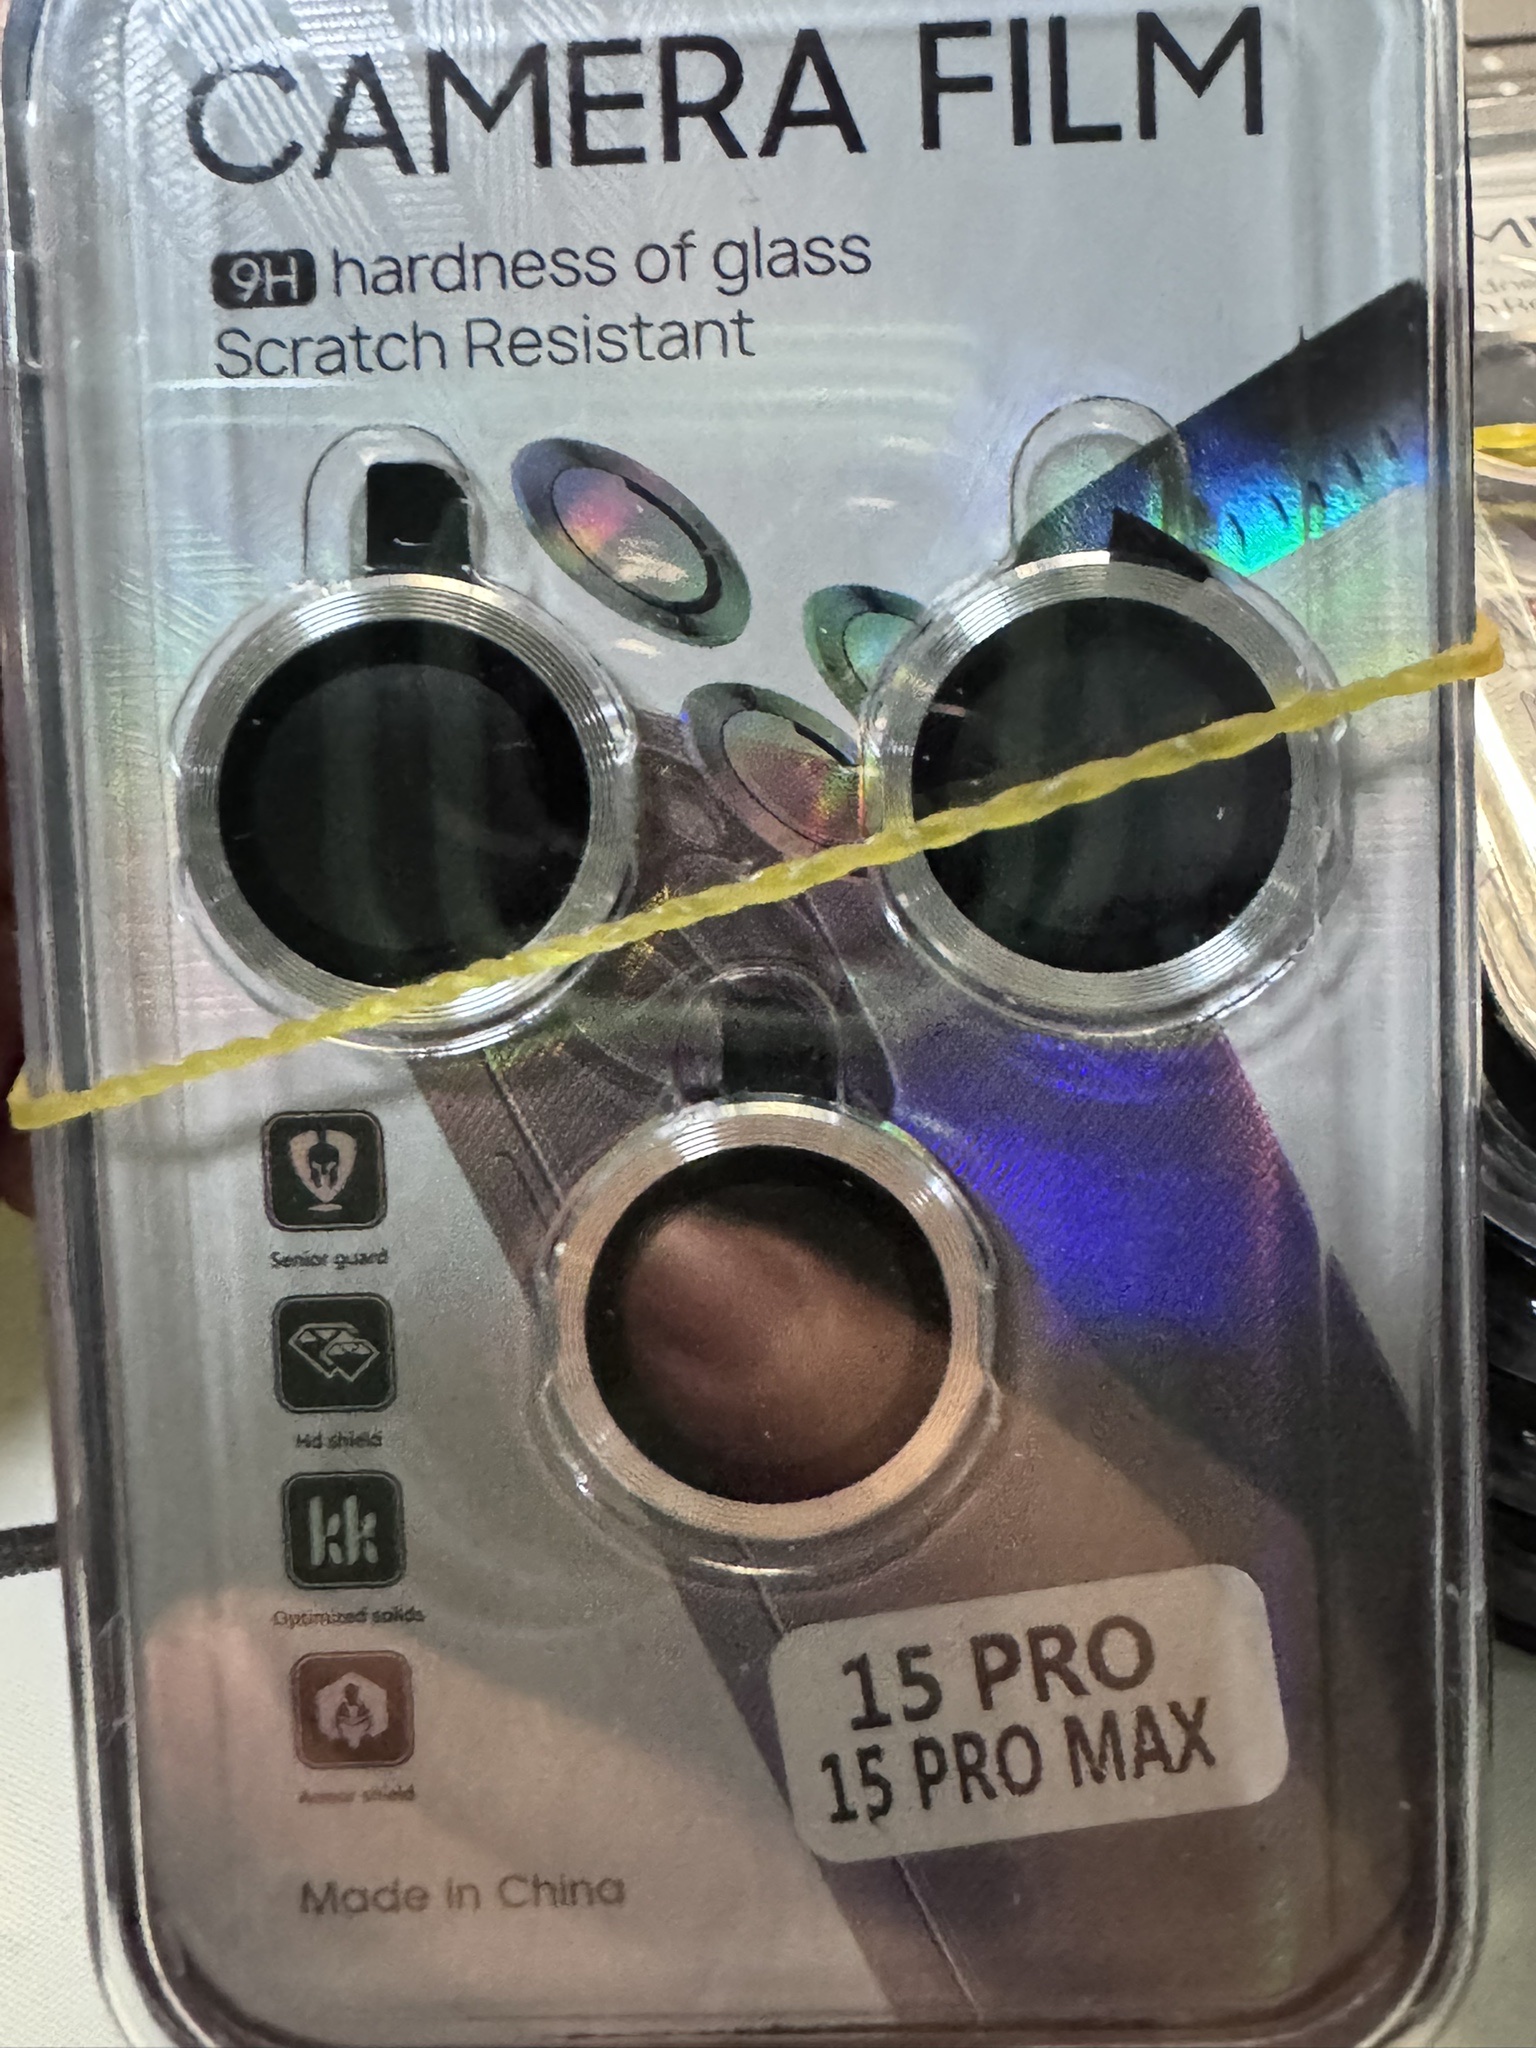 CAMERA FILM
9H hardness of glass
Scratch Resistant
Senior guard
Hd shield
kk
Optimized solids
Armor shield
15 PRO
15 PRO MAX
Made In China